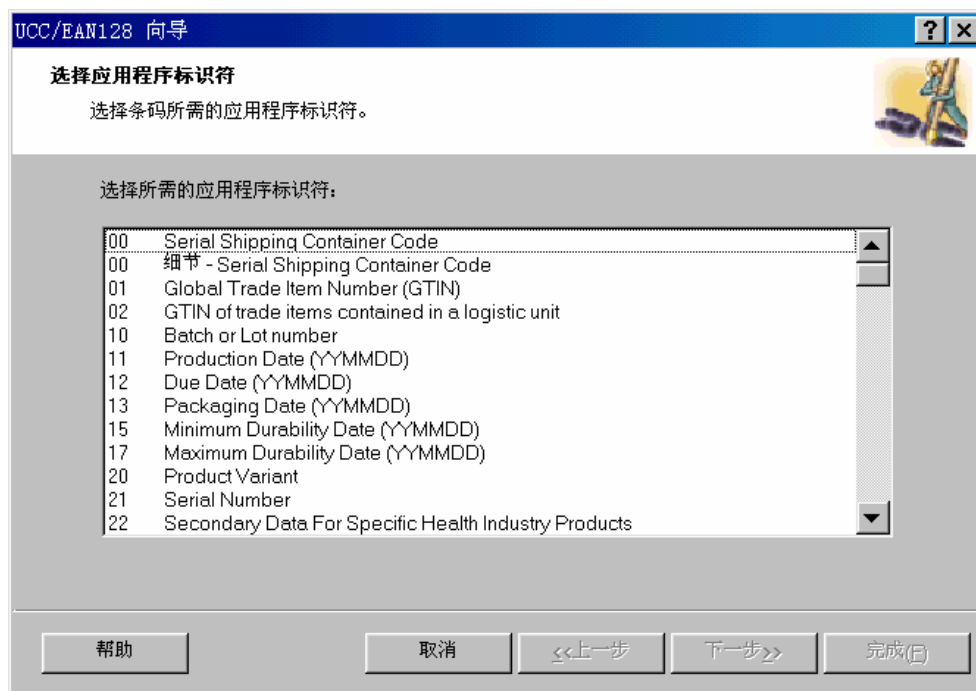 UCC/EAN128 向导
选择应用程序标识符
选择条码所需的应用程序标识符。
选择所需的应用程序标识符:
00 Serial Shipping Container Code
00 细节 - Serial Shipping Container Code
01 Global Trade Item Number (GTIN)
02 GTIN of trade items contained in a logistic unit
10 Batch or Lot number
11 Production Date (YYMMDD)
12 Due Date (YYMMDD)
13 Packaging Date (YYMMDD)
15 Minimum Durability Date (YYMMDD)
17 Maximum Durability Date (YYMMDD)
20 Product Variant
21 Serial Number
22 Secondary Data For Specific Health Industry Products
帮助 取消 <<上一步 下一步>> 完成(F)